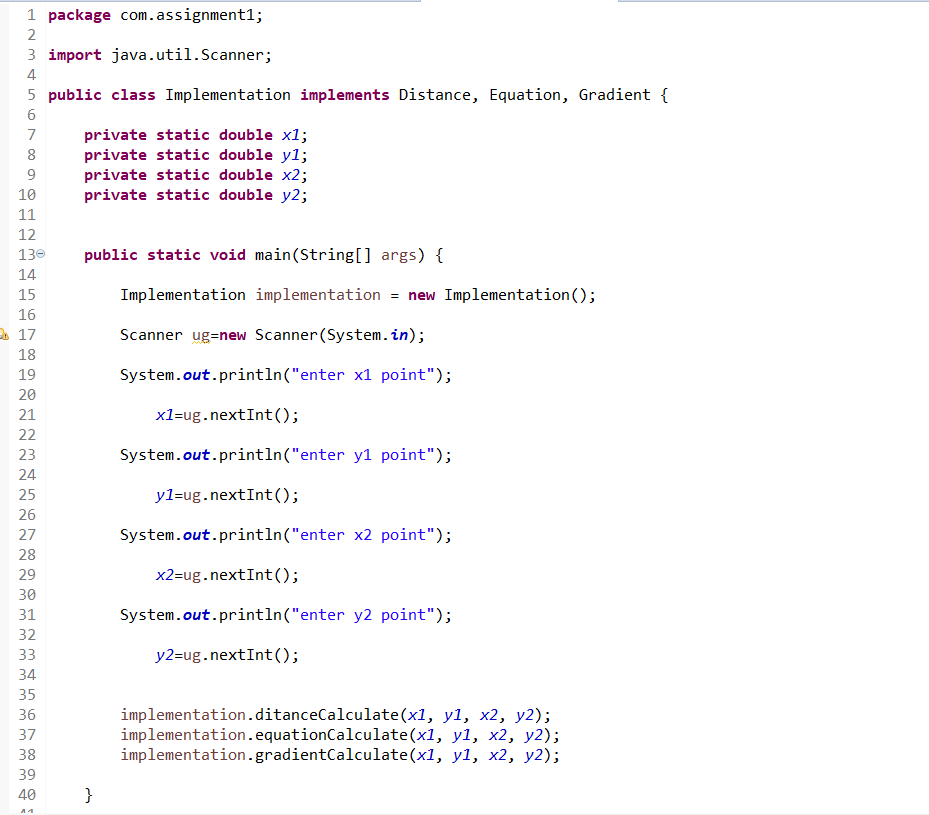 1 package com.assignment1;
2
3 import java.util.Scanner;
4
5 public class Implementation implements Distance, Equation, Gradient {
6
7 private static double x1;
8 private static double y1;
9 private static double x2;
10 private static double y2;
11
12
13 public static void main(String[] args) {
14
15 Implementation implementation = new Implementation();
16
17 Scanner ug=new Scanner(System.in);
18
19 System.out.println("enter x1 point");
20
21 x1=ug.nextInt();
22
23 System.out.println("enter y1 point");
24
25 y1=ug.nextInt();
26
27 System.out.println("enter x2 point");
28
29 x2=ug.nextInt();
30
31 System.out.println("enter y2 point");
32
33 y2=ug.nextInt();
34
35
36 implementation.ditanceCalculate(x1, y1, x2, y2);
37 implementation.equationCalculate(x1, y1, x2, y2);
38 implementation.gradientCalculate(x1, y1, x2, y2);
39
40 }
41